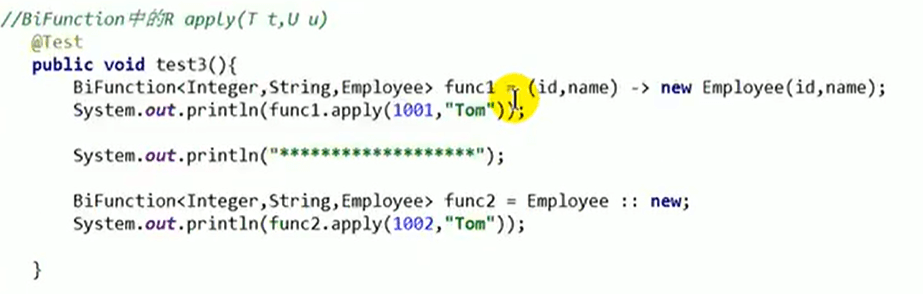 //BiFunction中的R apply(T t,U u)
@Test
public void test3(){
BiFunction<Integer,String,Employee> func1 = (id,name) -> new Employee(id,name);
System.out.println(func1.apply(1001,"Tom"));
System.out.println("*******************");
BiFunction<Integer,String,Employee> func2 = Employee :: new;
System.out.println(func2.apply(1002,"Tom"));
}